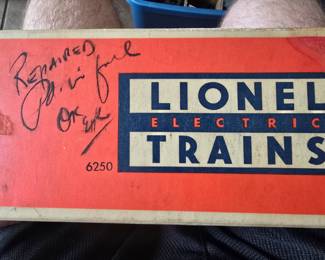 REPAIRED
OK
6250
LIONEL
ELECTRIC
TRAINS